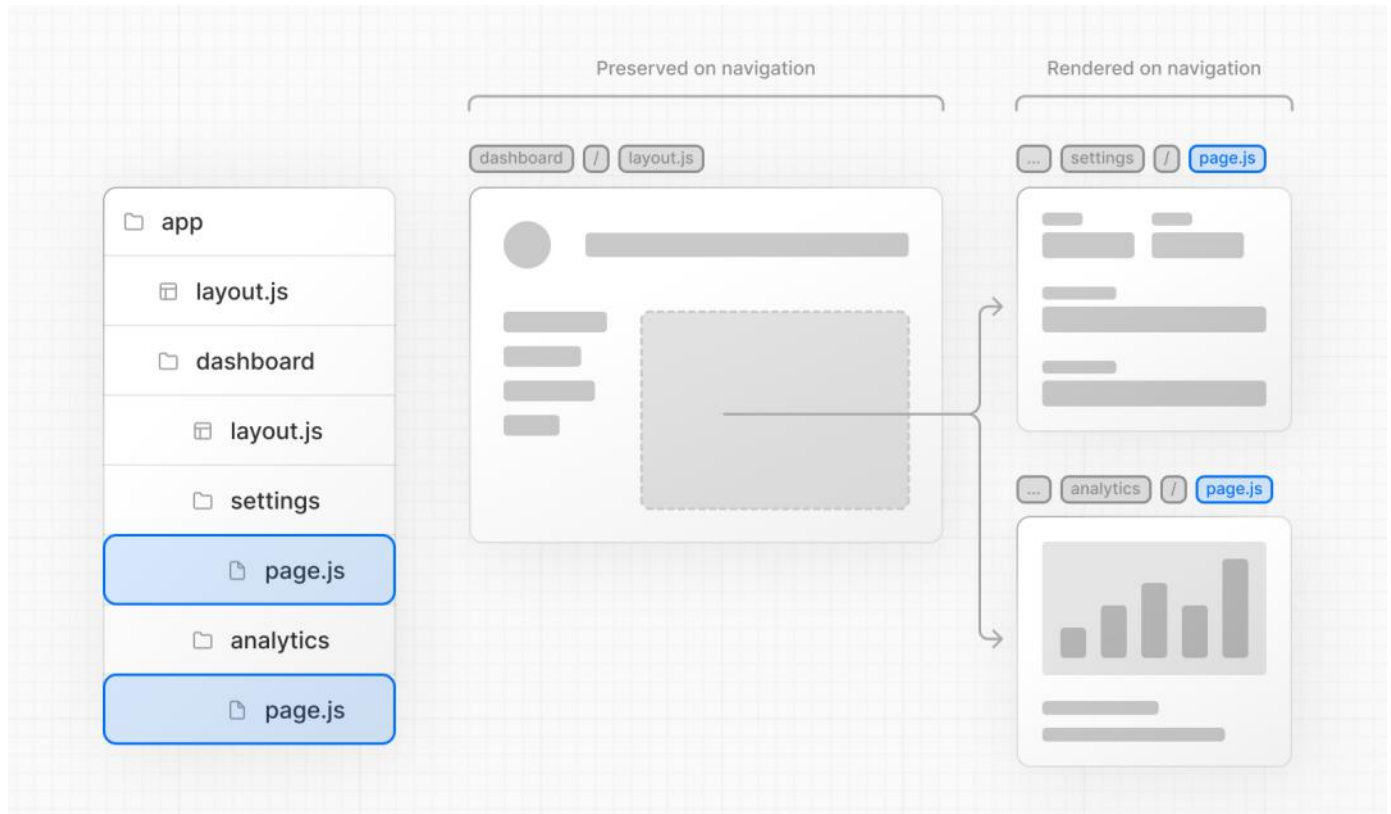 Preserved on navigation
Rendered on navigation
dashboard / layout.js
... settings / page.js
app
layout.js
dashboard
layout.js
settings
page.js
analytics
page.js
... analytics / page.js